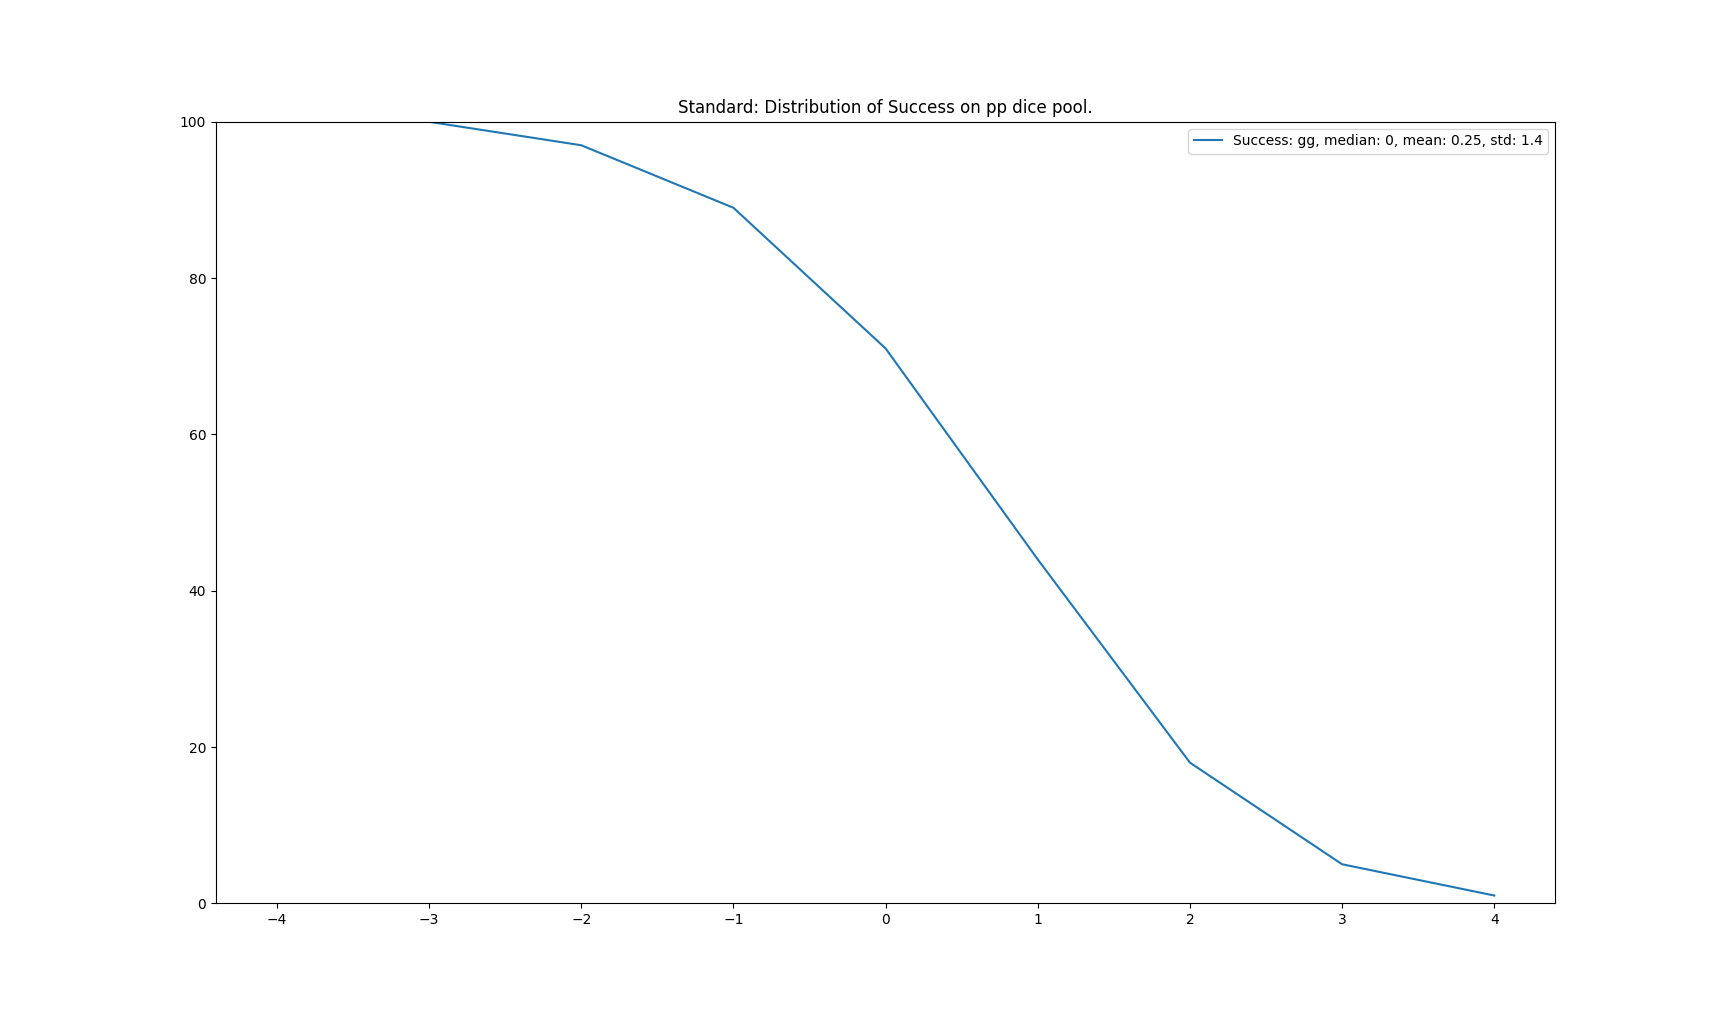 Standard: Distribution of Success on pp dice pool.
Success: gg, median: 0, mean: 0.25, std: 1.4
100
80
60
40
20
0
−4 −3 −2 −1 0 1 2 3 4